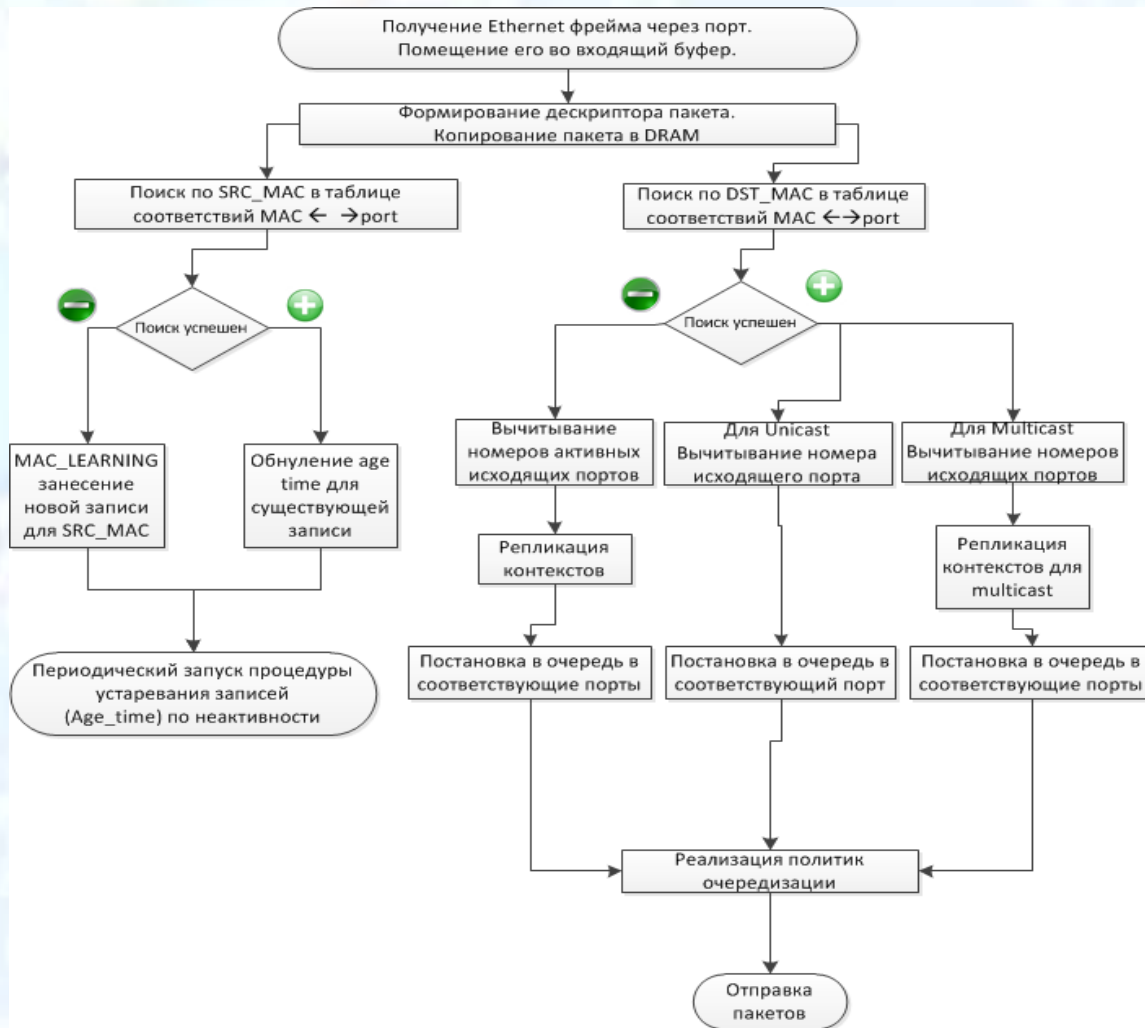 Получение Ethernet фрейма через порт.
Помещение его во входящий буфер.
Формирование дескриптора пакета.
Копирование пакета в DRAM
Поиск по SRC_MAC в таблице
соответствий MAC ← →port
Поиск по DST_MAC в таблице
соответствий MAC ←→port
Поиск успешен
Поиск успешен
MAC_LEARNING
занесение
новой записи
для SRC_MAC
Обнуление age
time для
существующей
записи
Вычитывание
номеров активных
исходящих портов
Для Unicast
Вычитывание номера
исходящего порта
Для Multicast
Вычитывание номеров
исходящих портов
Репликация
контекстов
Репликация
контекстов для
multicast
Периодический запуск процедуры
устаревания записей
(Age_time) по неактивности
Постановка в очередь в
соответствующие порты
Постановка в очередь в
соответствующий порт
Постановка в очередь в
соответствующие порты
Реализация политик
очередизации
Отправка
пакетов